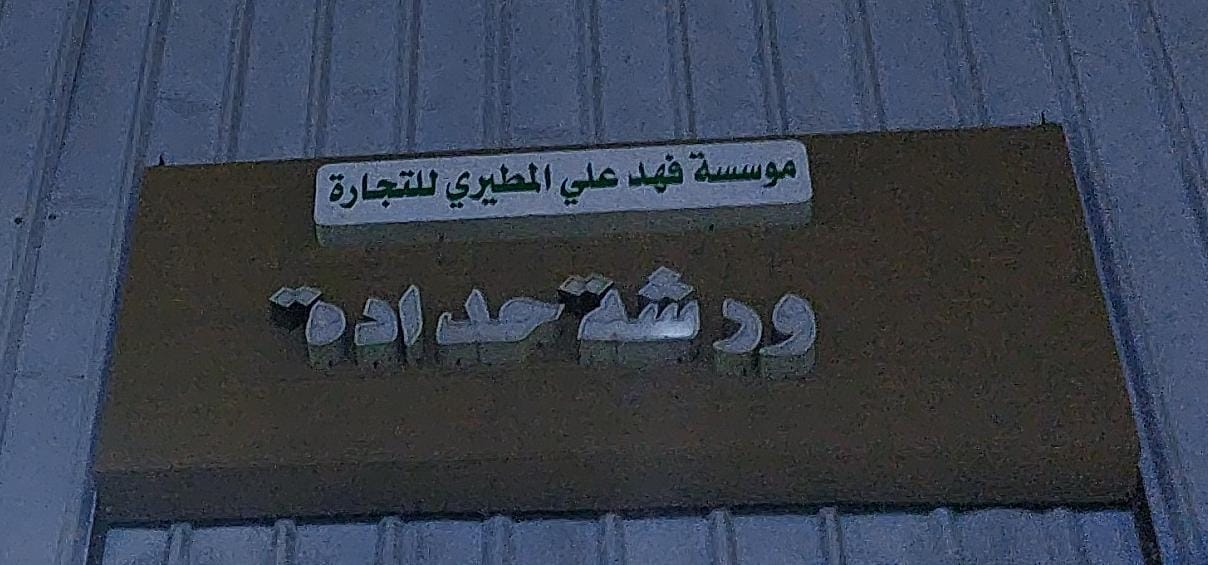 موسسة فهد علي المطيري للتجارة
ورشة حدادة